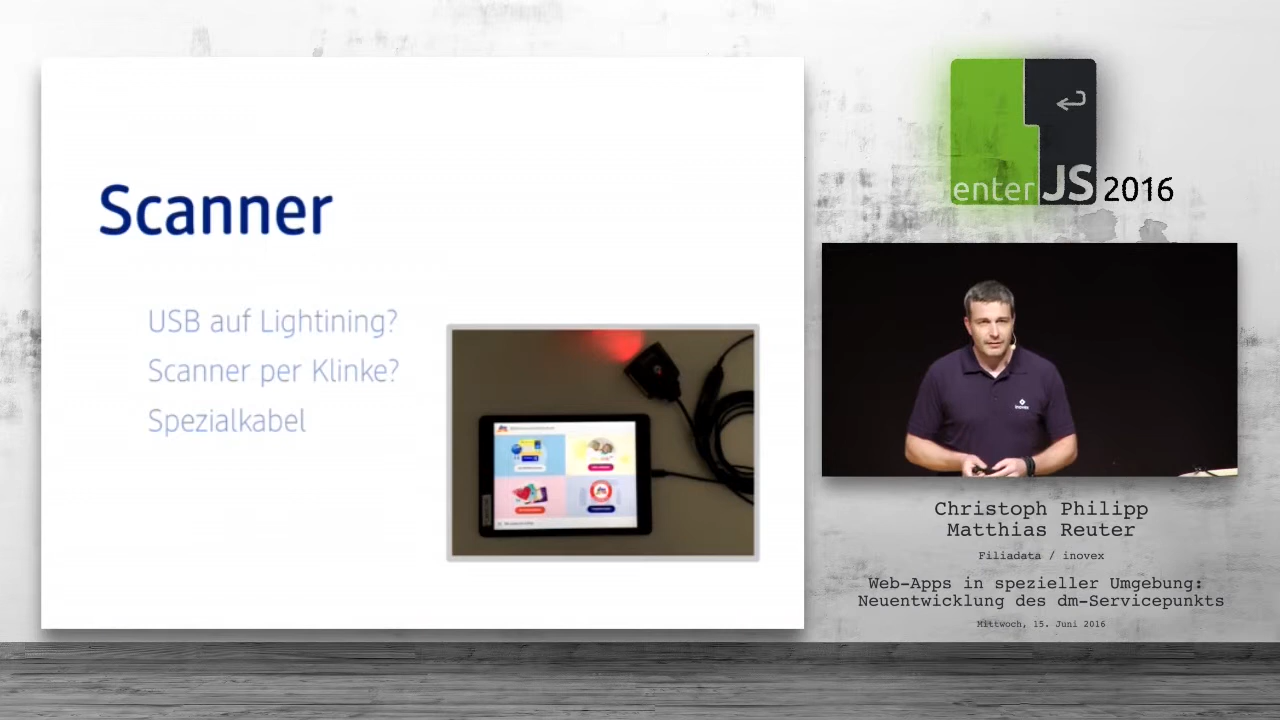 Scanner
USB auf Lightining?
Scanner per Klinke?
Spezialkabel
enterJS 2016
inovex
Christoph Philipp
Matthias Reuter
Filiadata / inovex
Web-Apps in spezieller Umgebung:
Neuentwicklung des dm-Servicepunkts
Mittwoch, 15. Juni 2016